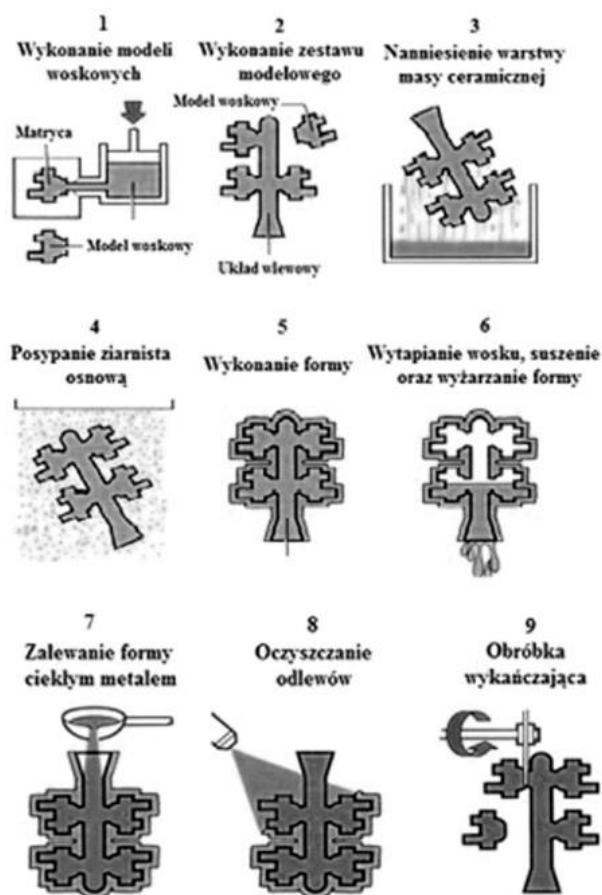 1
Wykonanie modeli
woskowych
Matryca
Model woskowy
2
Wykonanie zestawu
modelowego
Model woskowy
Układ wlewowy
3
Nanniesienie warstwy
masy ceramicznej
4
Posypanie ziarnista
osnową
5
Wykonanie formy
6
Wytapianie wosku, suszenie
oraz wyżarzanie formy
7
Zalewanie formy
ciekłym metalem
8
Oczyszczanie
odlewów
9
Obróbka
wykańczająca